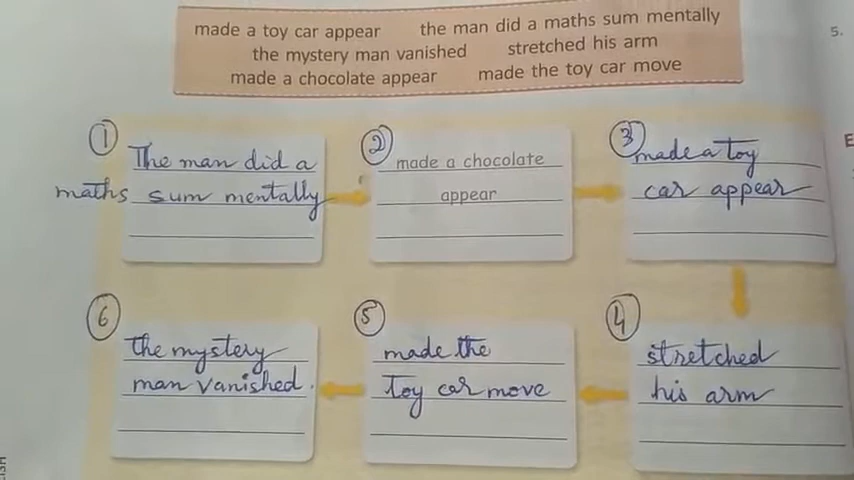 made a toy car appear the man did a maths sum mentally
the mystery man vanished stretched his arm
made a chocolate appear made the toy car move
5.
1
The man did a
maths sum mentally
2
made a chocolate
appear
3
made a toy
car appear
E
6
the mystery
man vanished.
5
made the
toy car move
4
stretched
his arm